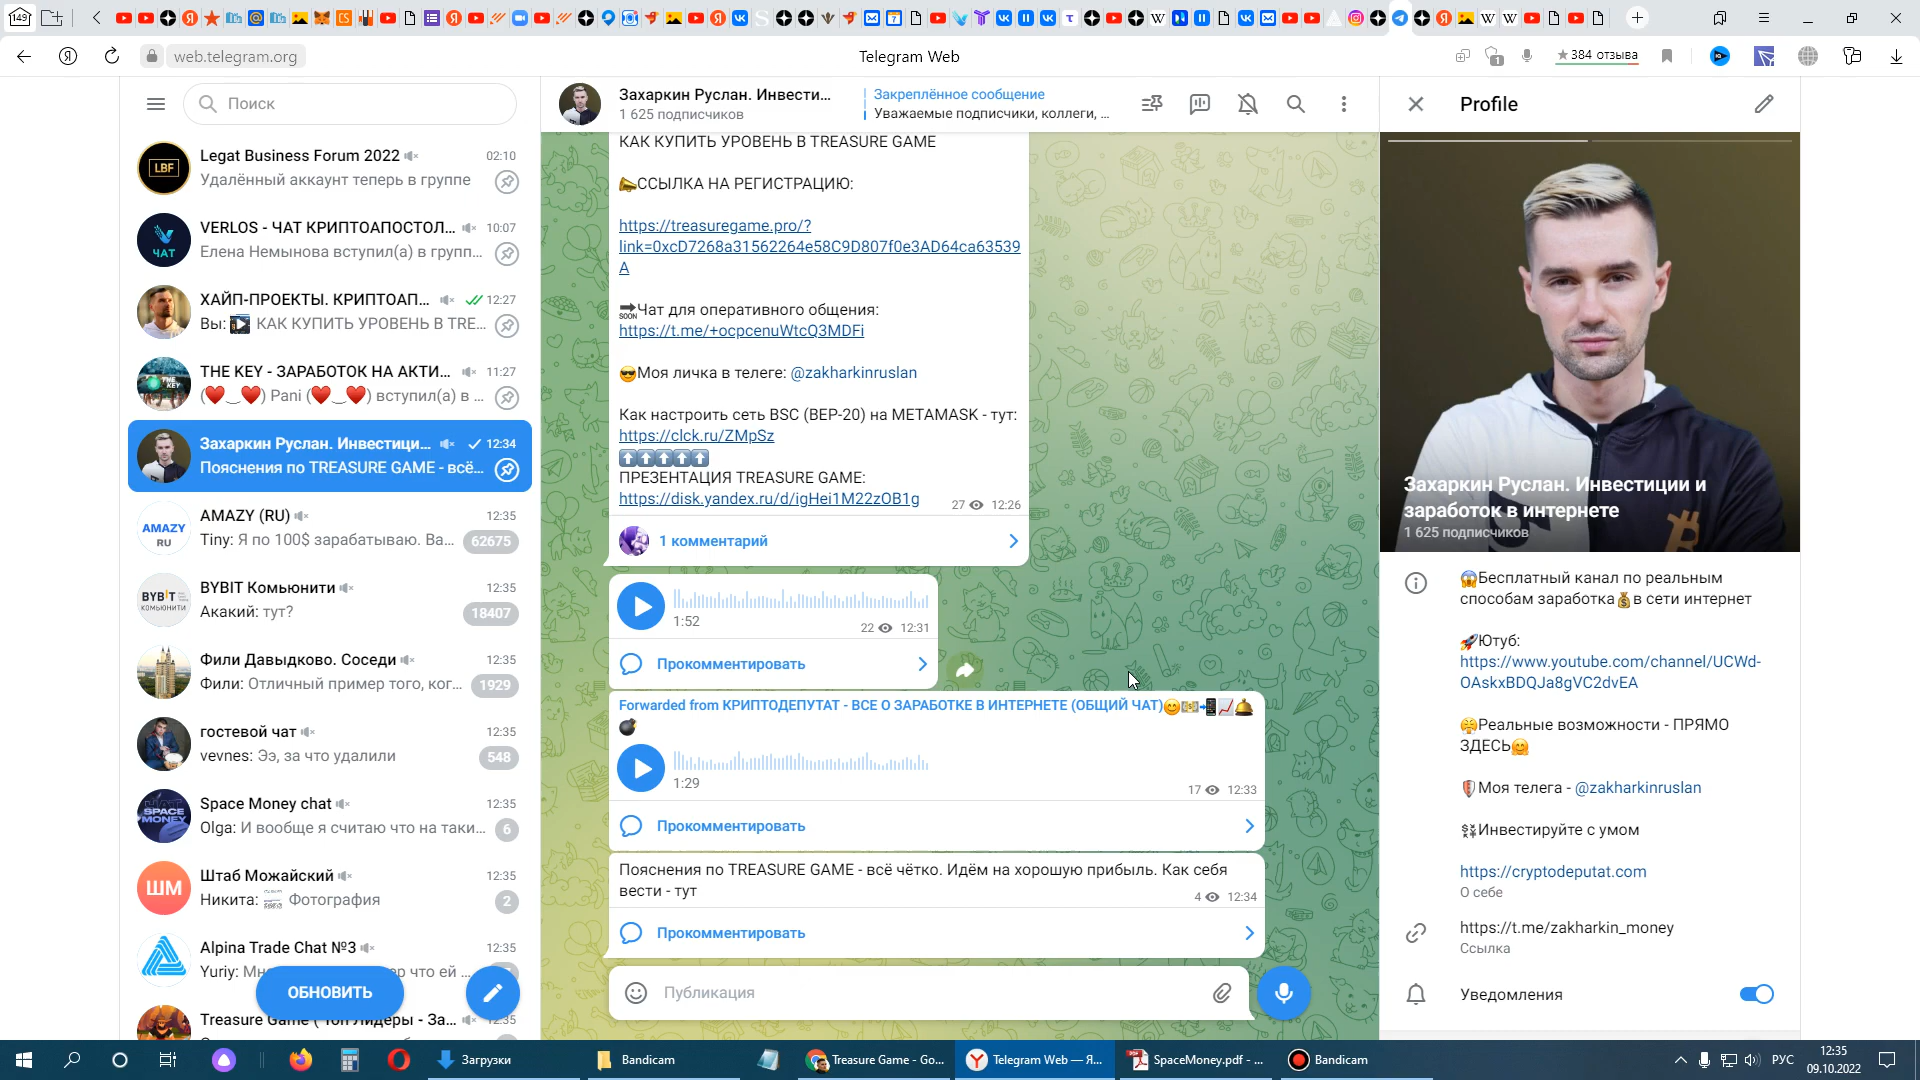 149
web.telegram.org
Telegram Web
1
★ 384 отзыва
Поиск
LBF
Legat Business Forum 2022
02:10
Удалённый аккаунт теперь в группе
ЧАТ
VERLOS - ЧАТ КРИПТОАПОСТОЛ...
10:07
Елена Немынова вступил(а) в групп...
ХАЙП-ПРОЕКТЫ. КРИПТОАП...
12:27
Вы: КАК КУПИТЬ УРОВЕНЬ В TRE...
THE KEY
THE KEY - ЗАРАБОТОК НА АКТИ...
11:27
(❤️‿❤️) Pani (❤️‿❤️) вступил(а) в ...
Захаркин Руслан. Инвестици...
12:34
Пояснения по TREASURE GAME - всё...
AMAZY
RU
AMAZY (RU)
12:35
Tiny: Я по 100$ зарабатываю. Ва...
62675
BYBIT
КОМЬЮНИТИ
BYBIT Комьюнити
12:35
Акакий: тут?
18407
Фили Давыдково. Соседи
12:35
Фили: Отличный пример того, ког...
1929
гостевой чат
12:35
vevnes: Ээ, за что удалили
548
SPACE
MONEY
Space Money chat
12:35
Olga: И вообще я считаю что на таки...
6
ШМ
Штаб Можайский
12:35
Никита: Фотография
2
Alpina Trade Chat №3
12:35
ОБНОВИТЬ
Treasure Game ( Топ Лидеры - За...
12:35
Захаркин Руслан. Инвести...
1 625 подписчиков
Закреплённое сообщение
Уважаемые подписчики, коллеги, ...
КАК КУПИТЬ УРОВЕНЬ В TREASURE GAME
📣ССЫЛКА НА РЕГИСТРАЦИЮ:
https://treasuregame.pro/?
link=0xcD7268a31562264e58C9D807f0e3AD64ca63539
A
🔜Чат для оперативного общения:
https://t.me/+ocpcenuWtcQ3MDFi
😎Моя личка в телеге: @zakharkinruslan
Как настроить сеть BSC (BEP-20) на METAMASK - тут:
https://clck.ru/ZMpSz
⬆️⬆️⬆️⬆️⬆️
ПРЕЗЕНТАЦИЯ TREASURE GAME:
https://disk.yandex.ru/d/igHei1M22zOB1g
27 12:26
1 комментарий
1:52
22 12:31
Прокомментировать
Forwarded from КРИПТОДЕПУТАТ - ВСЕ О ЗАРАБОТКЕ В ИНТЕРНЕТЕ (ОБЩИЙ ЧАТ)😊💵📲📈🛎
💣
1:29
17 12:33
Прокомментировать
Пояснения по TREASURE GAME - всё чётко. Идём на хорошую прибыль. Как себя
вести - тут
4 12:34
Прокомментировать
Публикация
Profile
Захаркин Руслан. Инвестиции и
заработок в интернете
1 625 подписчиков
😱Бесплатный канал по реальным
способам заработка💰в сети интернет
🚀Ютуб:
https://www.youtube.com/channel/UCWd-
OAskxBDQJa8gVC2dvEA
Реальные возможности - ПРЯМО
ЗДЕСЬ🤗
Моя телега - @zakharkinruslan
💱Инвестируйте с умом
https://cryptodeputat.com
О себе
https://t.me/zakharkin_money
Ссылка
Уведомления
Загрузки
Bandicam
Treasure Game - Go...
Telegram Web — Я...
SpaceMoney.pdf - ...
Bandicam
РУС
12:35
09.10.2022